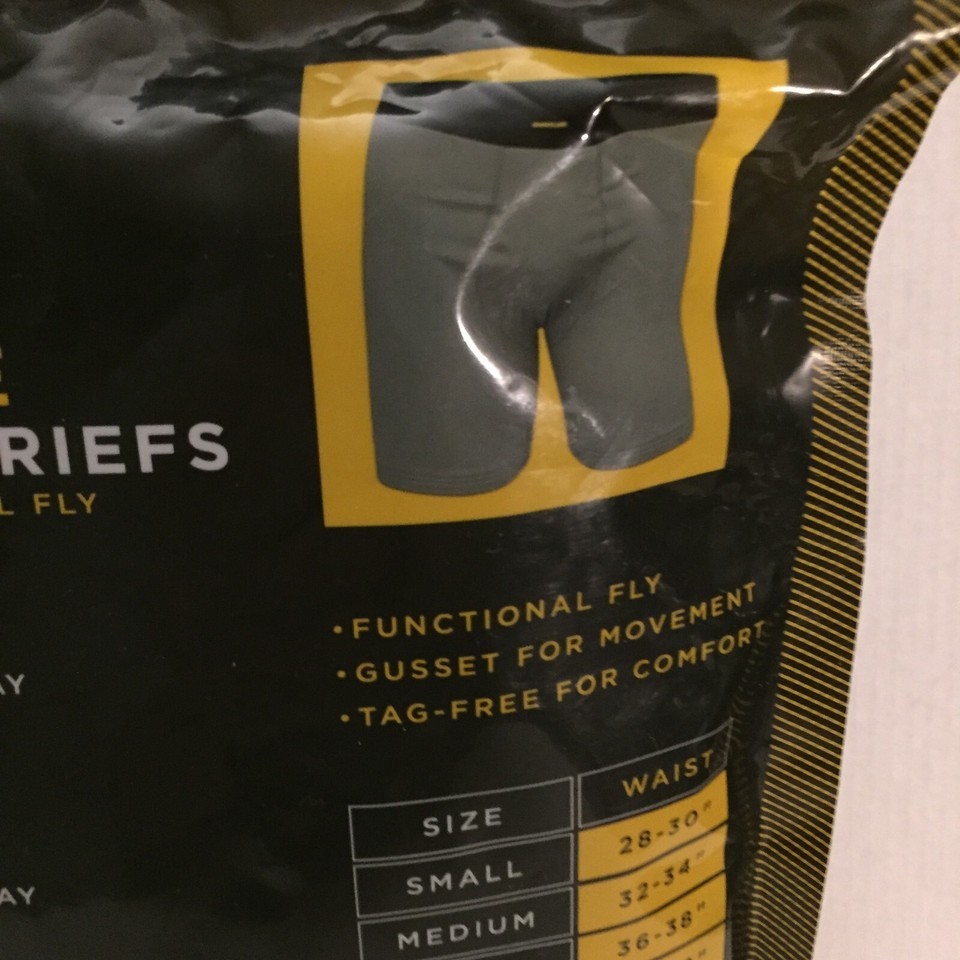 RIEFS
L FLY
AY
AY
•FUNCTIONAL FLY
•GUSSET FOR MOVEMENT
•TAG-FREE FOR COMFORT
SIZE WAIST
SMALL 28-30"
MEDIUM 32-34"
36-38"